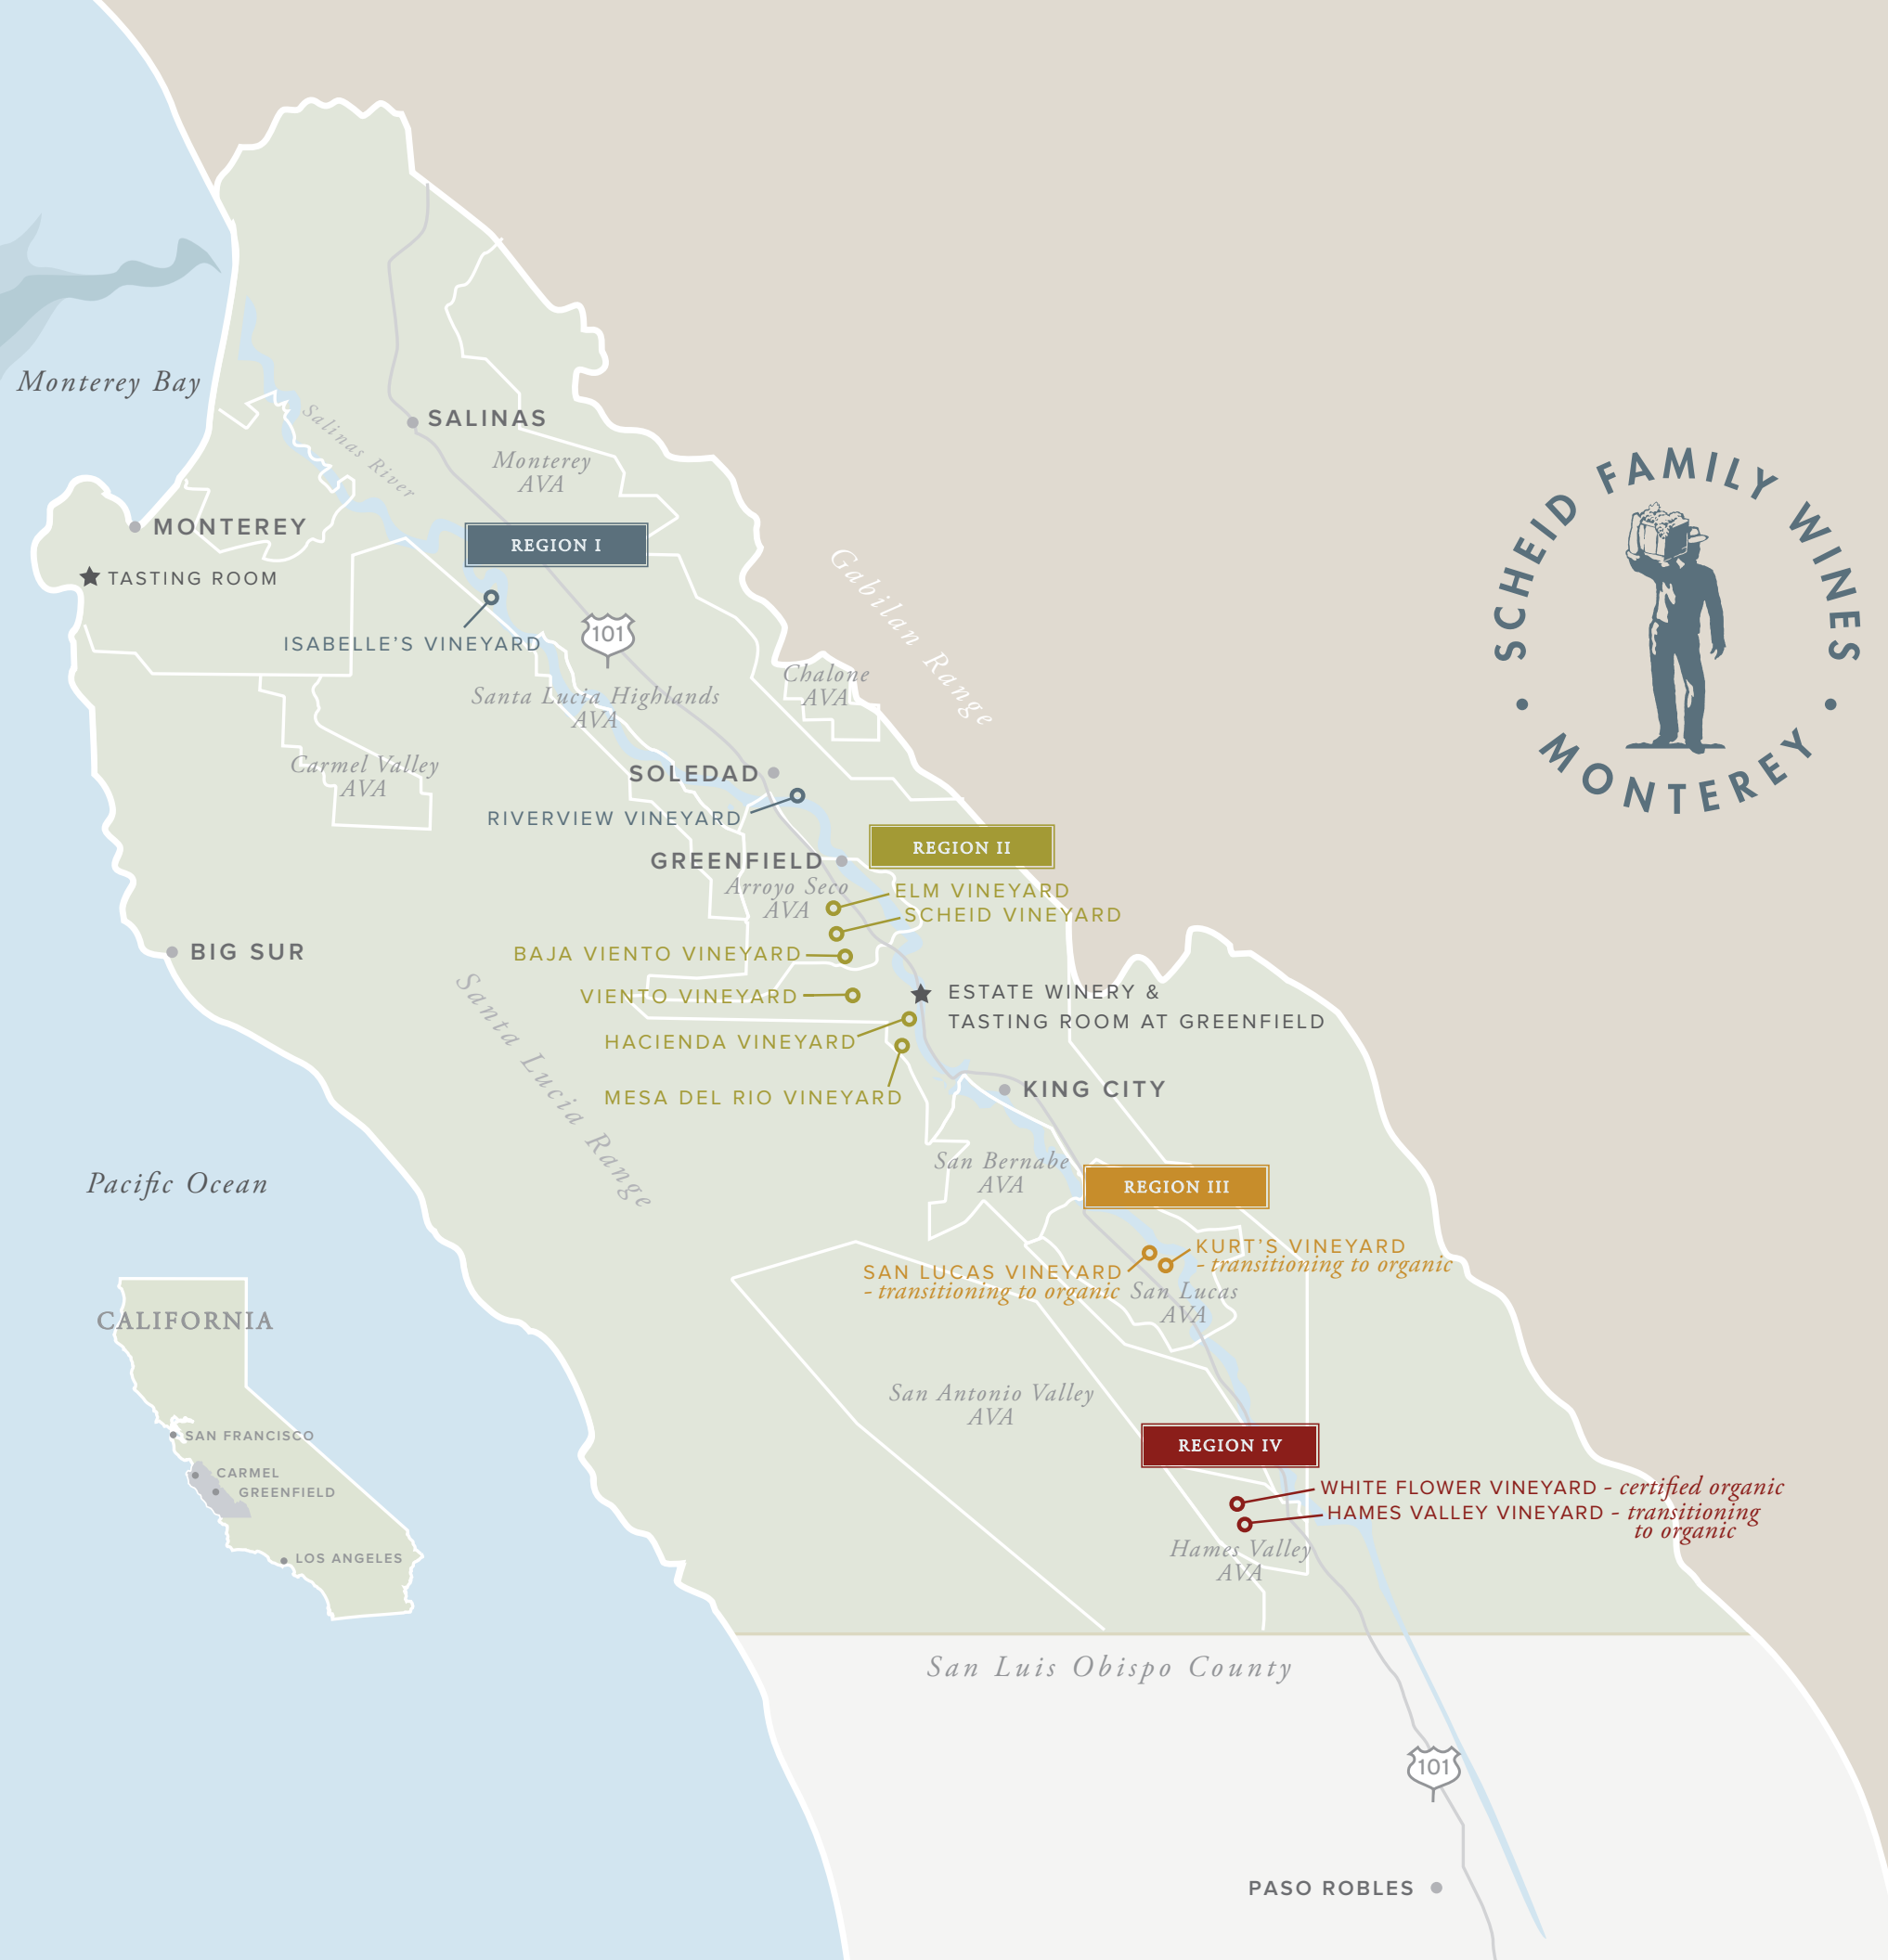 Monterey Bay
SALINAS
Salinas River
Monterey
AVA
MONTEREY
TASTING ROOM
REGION I
ISABELLE’S VINEYARD
101
Gabilan Range
Santa Lucia Highlands
AVA
Chalone
AVA
Carmel Valley
AVA
SOLEDAD
RIVERVIEW VINEYARD
REGION II
GREENFIELD
Arroyo Seco
AVA
ELM VINEYARD
SCHEID VINEYARD
BAJA VIENTO VINEYARD
VIENTO VINEYARD
HACIENDA VINEYARD
MESA DEL RIO VINEYARD
BIG SUR
Santa Lucia Range
ESTATE WINERY &
TASTING ROOM AT GREENFIELD
KING CITY
San Bernabe
AVA
REGION III
KURT’S VINEYARD
- transitioning to organic
SAN LUCAS VINEYARD
- transitioning to organic
San Lucas
AVA
Pacific Ocean
San Antonio Valley
AVA
REGION IV
WHITE FLOWER VINEYARD - certified organic
HAMES VALLEY VINEYARD - transitioning
to organic
Hames Valley
AVA
CALIFORNIA
SAN FRANCISCO
CARMEL
GREENFIELD
LOS ANGELES
San Luis Obispo County
101
PASO ROBLES
SCHEID FAMILY WINES
• MONTEREY •